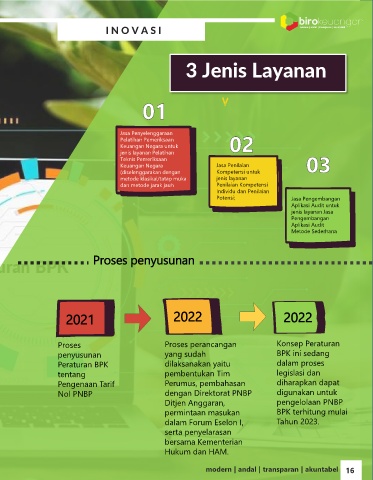 INOVASI
birokeuangan
3 Jenis Layanan
01
Jasa Penyelenggaraan
Pelatihan Pemeriksaan
Keuangan Negara untuk
jenis layanan Pelatihan
Teknis Pemeriksaan
Keuangan Negara
(diselenggarakan dengan
metode klasikal/tatap muka
dan metode jarak jauh
02
Jasa Penilaian
Kompetensi untuk
jenis layanan
Penilaian Kompetensi
Individu dan Penilaian
Potensi.
03
Jasa Pengembangan
Aplikasi Audit untuk
jenis layanan Jasa
Pengembangan
Aplikasi Audit
Metode Sederhana
Proses penyusunan
2021
Proses
penyusunan
Peraturan BPK
tentang
Pengenaan Tarif
Nol PNBP
2022
Proses perancangan
yang sudah
dilaksanakan yaitu
pembentukan Tim
Perumus, pembahasan
dengan Direktorat PNBP
Ditjen Anggaran,
permintaan masukan
dalam Forum Eselon I,
serta penyelarasan
bersama Kementerian
Hukum dan HAM.
2022
Konsep Peraturan
BPK ini sedang
dalam proses
legislasi dan
diharapkan dapat
digunakan untuk
pengelolaan PNBP
BPK terhitung mulai
Tahun 2023.
modern | andal | transparan | akuntabel 16